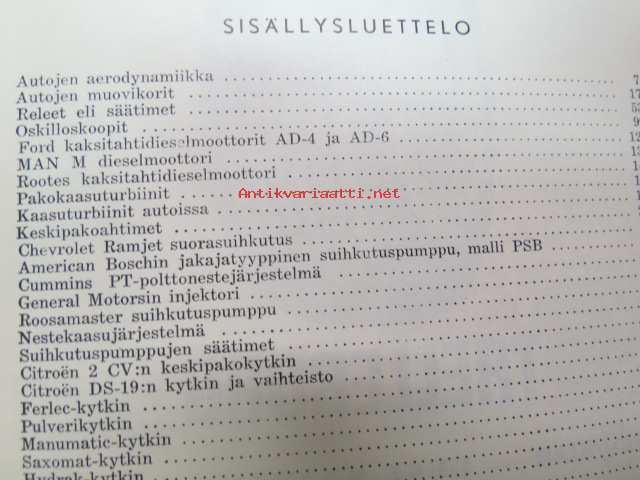 SISÄLLYSLUETTELO
Autojen aerodynamiikka
Autojen muovikorit
Releet eli säätimet
Oskilloskoopit
Ford kaksitahtidieselmoottorit AD-4 ja AD-6
MAN M dieselmoottori
Rootes kaksitahtidieselmoottori
Pakokaasuturbiinit
Antikvariaatti.net
Kaasuturbiinit autoissa
Keskipakoahtimet
Chevrolet Ramjet suorasuihkutus
American Boschin jakajatyyppinen suihkutuspumppu, malli PSB
Cummins PT-polttonestejärjestelmä
General Motorsin injektori
Roosamaster suihkutuspumppu
Nestekaasujärjestelmä
Suihkutuspumppujen säätimet
Citroën 2 CV:n keskipakokytkin
Citroën DS-19:n kytkin ja vaihteisto
Ferlec-kytkin
Pulverikytkin
Manumatic-kytkin
Saxomat-kytkin
Hydrak-kytkin